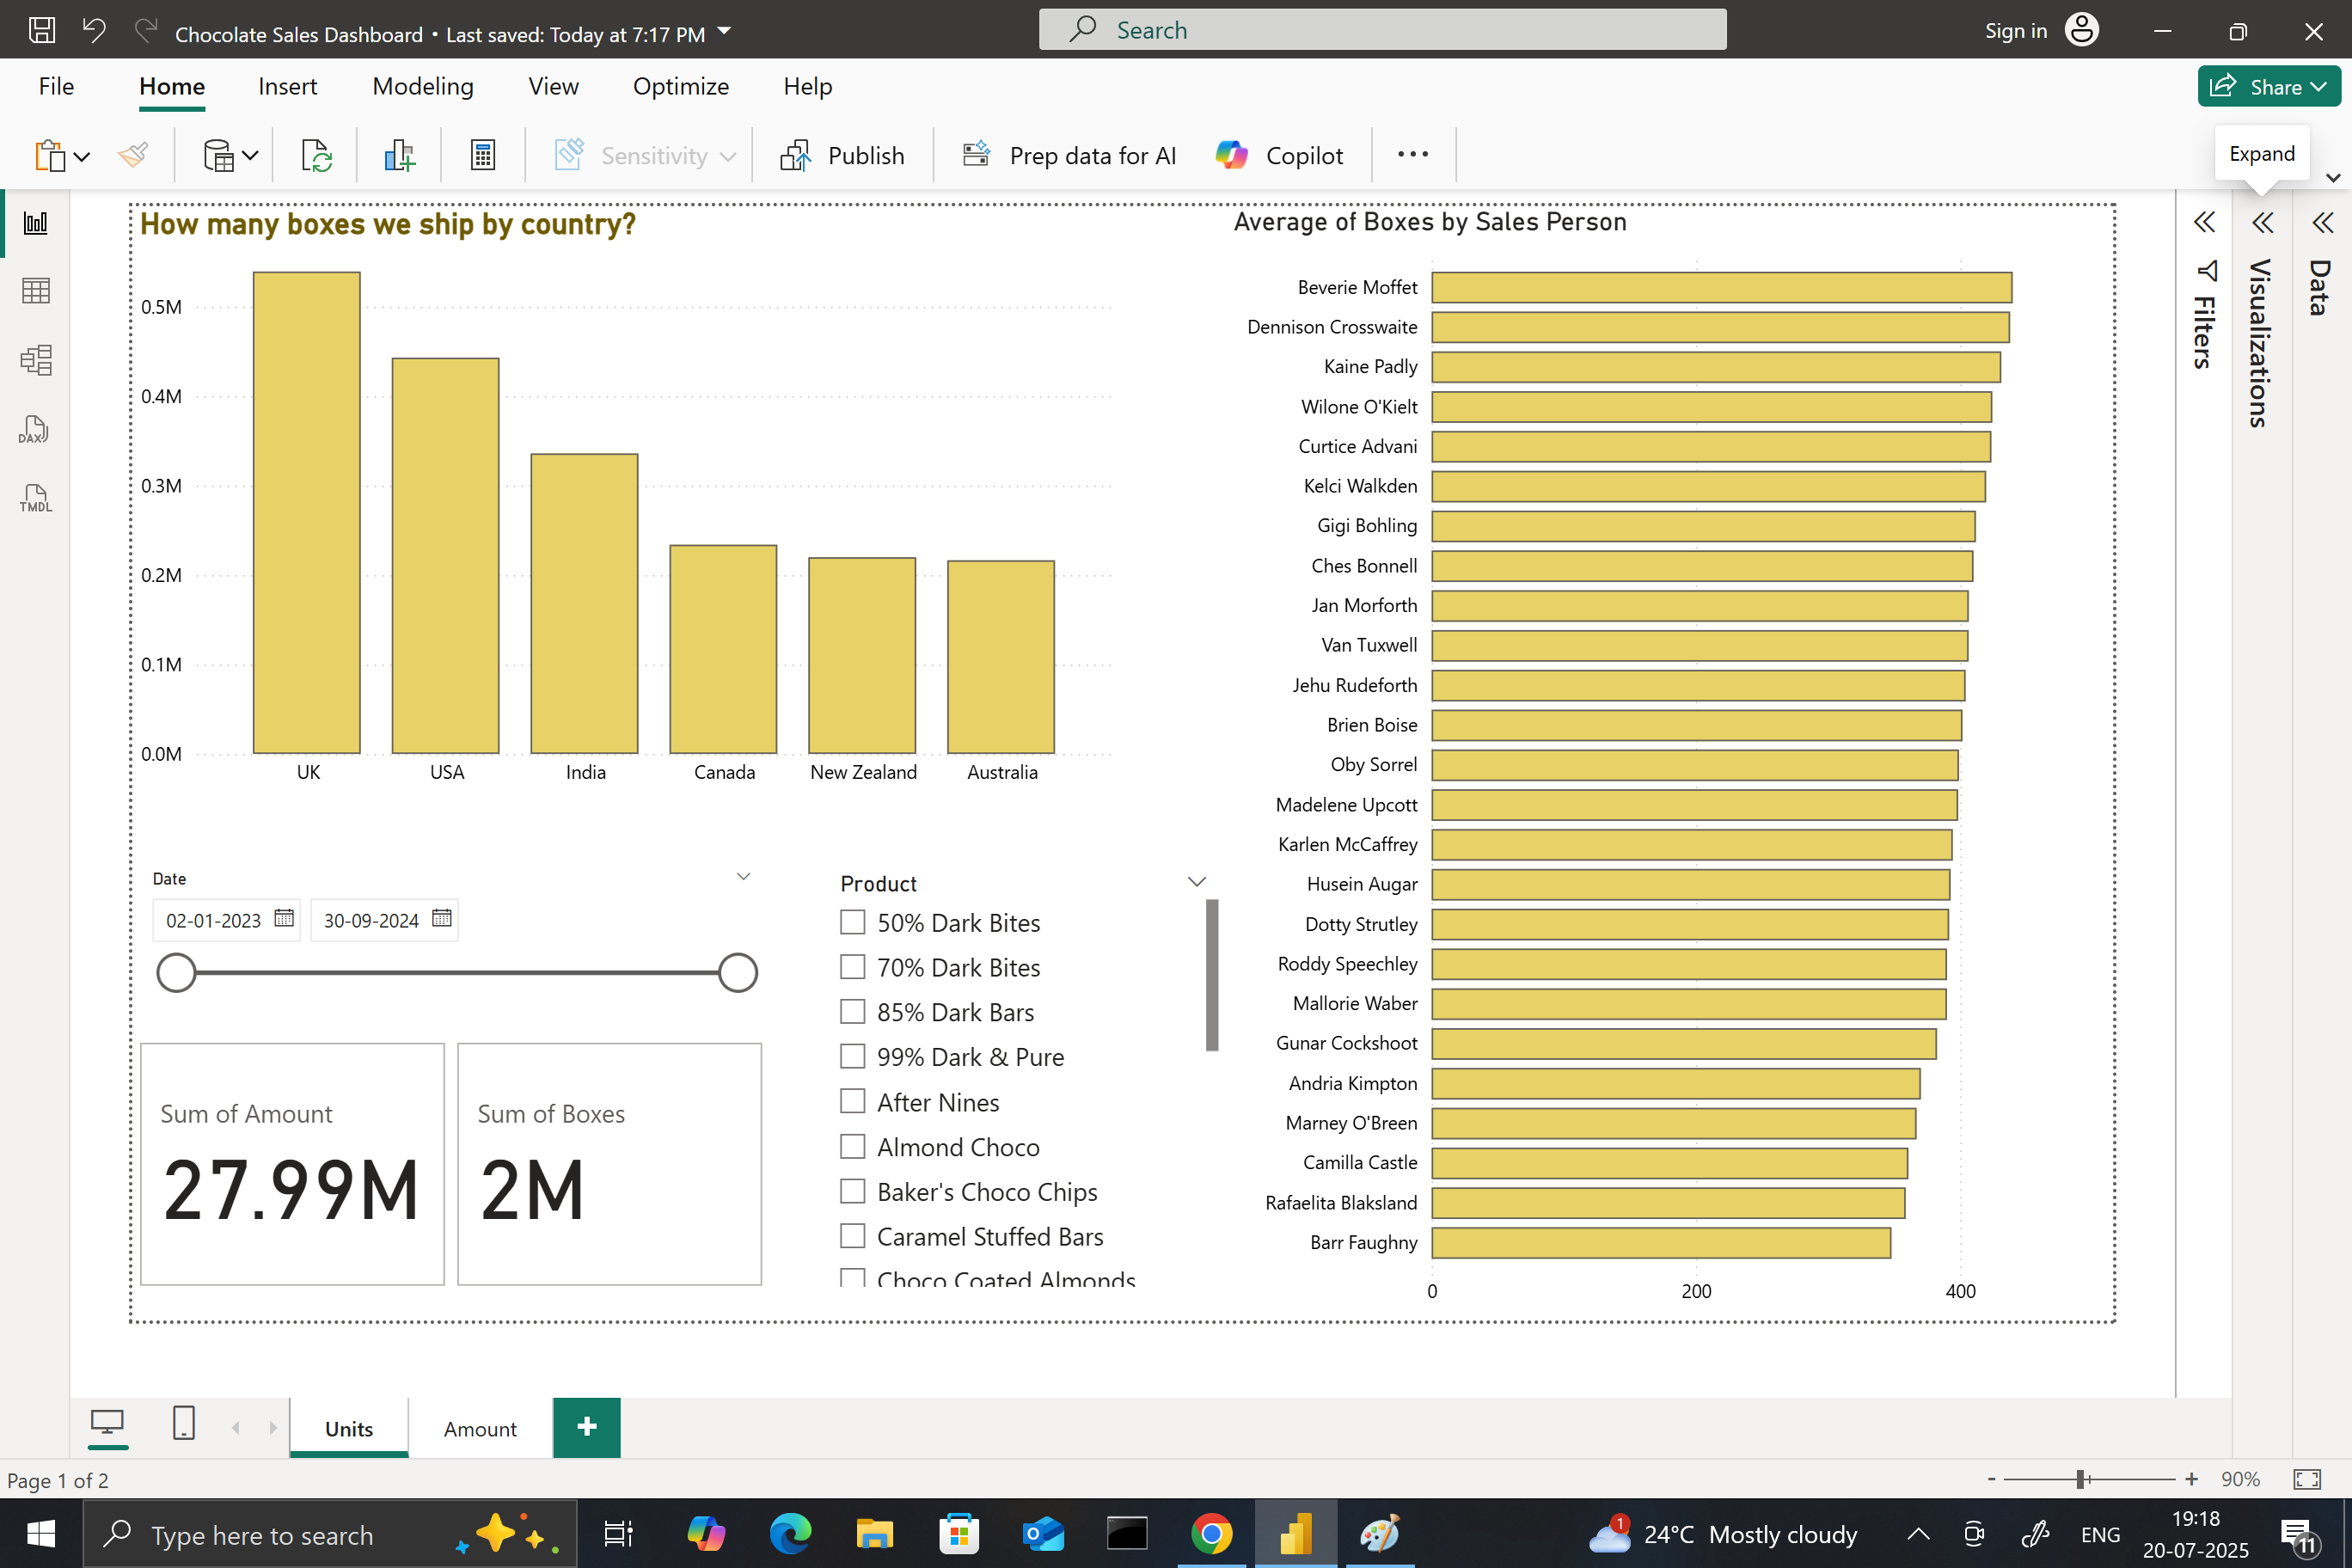 Chocolate Sales Dashboard • Last saved: Today at 7:17 PM
Search
Sign in
File Home Insert Modeling View Optimize Help
Share
Sensitivity
Publish
Prep data for AI
Copilot
Expand
DAX
TMDL
How many boxes we ship by country?
0.5M
0.4M
0.3M
0.2M
0.1M
0.0M
UK USA India Canada New Zealand Australia
Date
02-01-2023 30-09-2024
Sum of Amount
27.99M
Sum of Boxes
2M
Product
50% Dark Bites
70% Dark Bites
85% Dark Bars
99% Dark & Pure
After Nines
Almond Choco
Baker's Choco Chips
Caramel Stuffed Bars
Choco Coated Almonds
Average of Boxes by Sales Person
Beverie Moffet
Dennison Crosswaite
Kaine Padly
Wilone O'Kielt
Curtice Advani
Kelci Walkden
Gigi Bohling
Ches Bonnell
Jan Morforth
Van Tuxwell
Jehu Rudeforth
Brien Boise
Oby Sorrel
Madelene Upcott
Karlen McCaffrey
Husein Augar
Dotty Strutley
Roddy Speechley
Mallorie Waber
Gunar Cockshoot
Andria Kimpton
Marney O'Breen
Camilla Castle
Rafaelita Blaksland
Barr Faughny
0 200 400
Filters
Visualizations
Data
Units Amount +
Page 1 of 2
- + 90%
Type here to search
1
24°C Mostly cloudy
ENG
19:18
20-07-2025
11